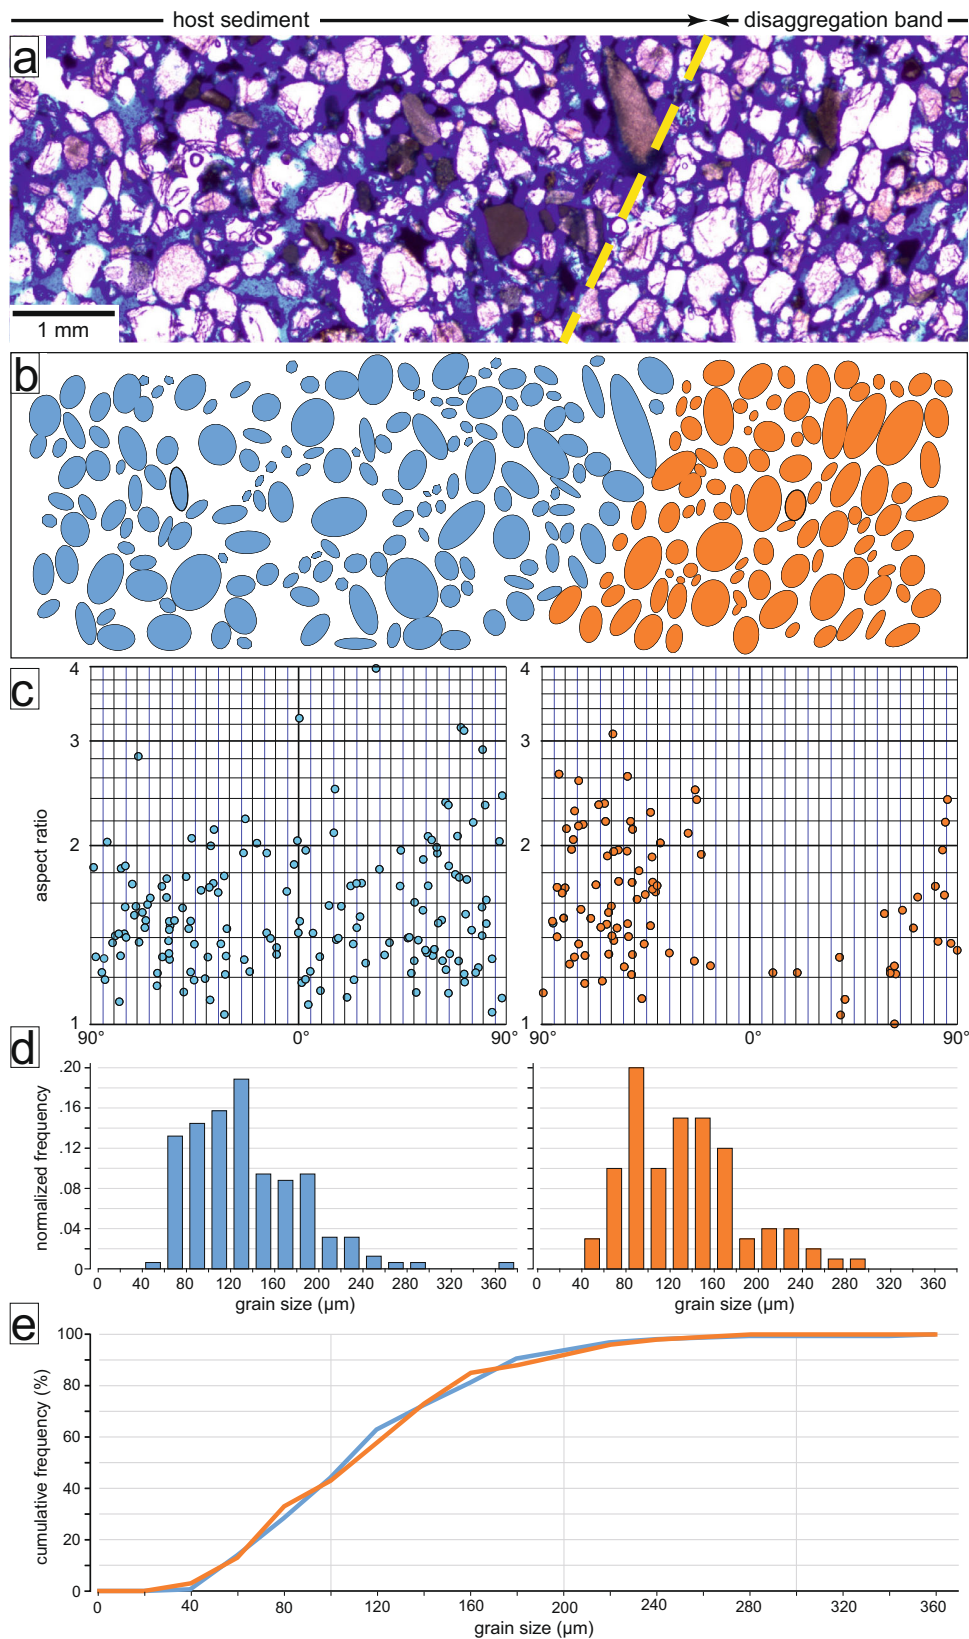 host sediment disaggregation band
a
1 mm
b
c
4
3
2
1
aspect ratio
90° 0° 90°
4
3
2
1
90° 0° 90°
d
.20
.16
.12
.08
.04
0
normalized frequency
0 40 80 120 160 200 240 280 320 360
grain size (µm)
0 40 80 120 160 200 240 280 320 360
grain size (µm)
e
100
80
60
40
20
0
cumulative frequency (%)
0 40 80 120 160 200 240 280 320 360
grain size (µm)